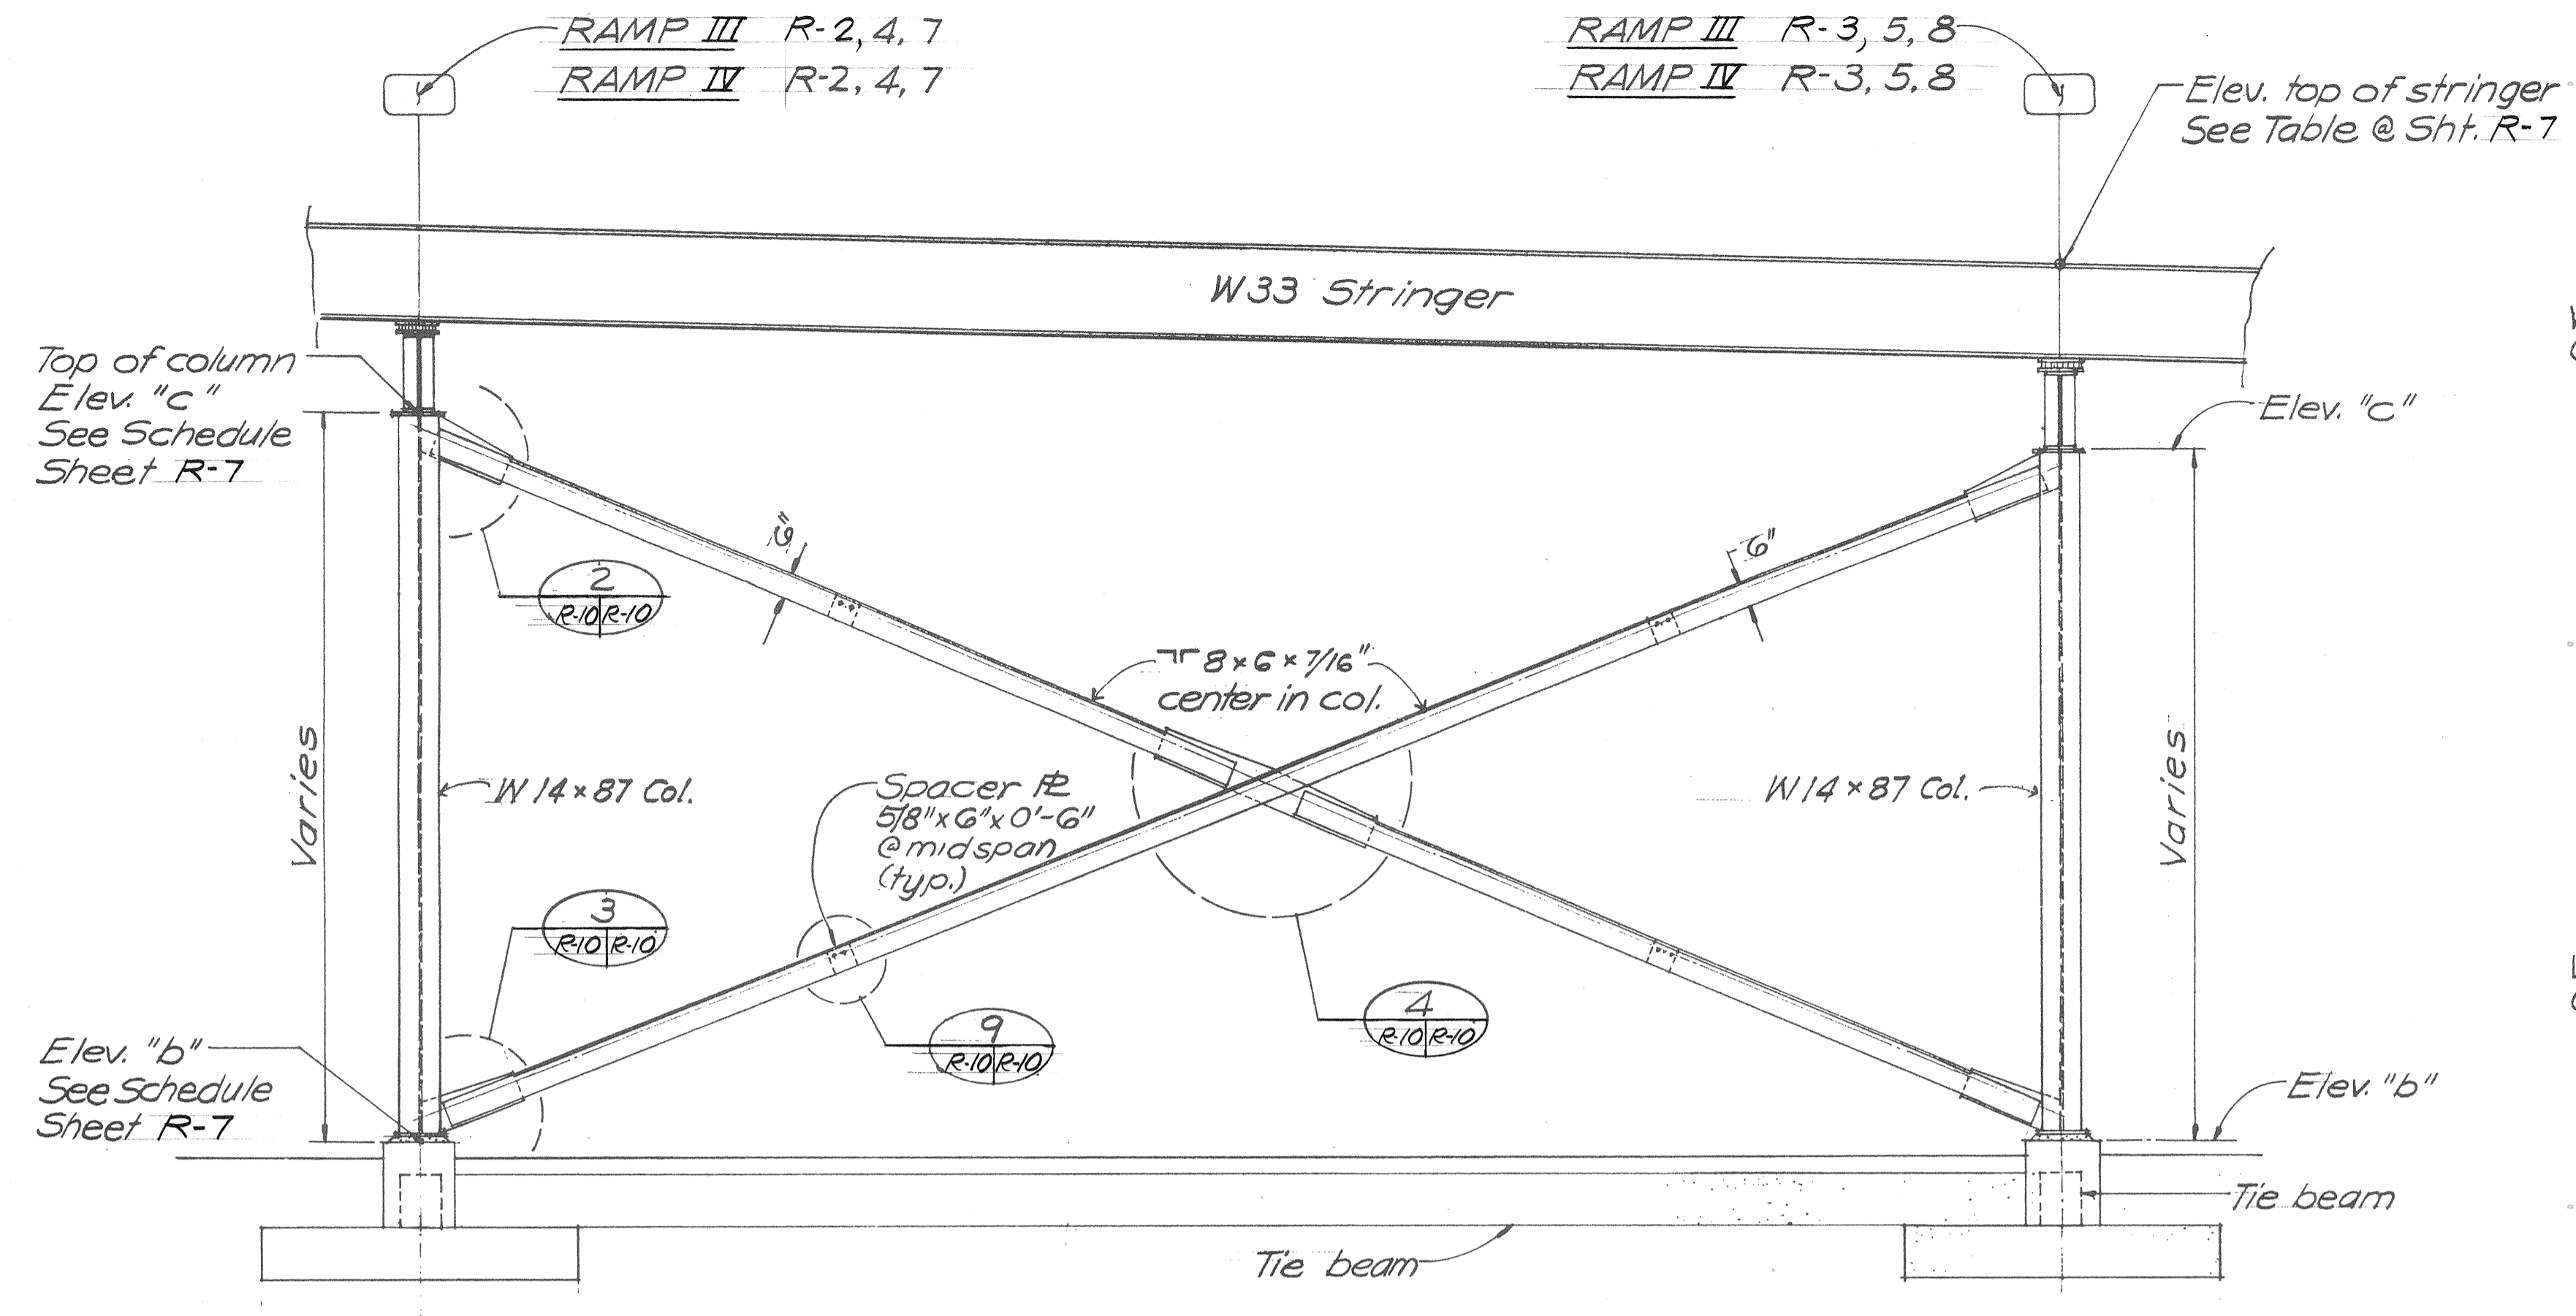 RAMP III R-2, 4, 7
RAMP IV R-2, 4, 7
RAMP III R-3, 5, 8
RAMP IV R-3, 5, 8
Elev. top of stringer
See Table @ Sht. R-7
W33 Stringer
Top of column
Elev. "c"
See Schedule
Sheet R-7
Elev. "c"
6"
6"
2
R-10 R-10
8 x 6 x 7/16"
center in col.
Varies
W 14 x 87 Col.
Spacer PL
5/8" x 6" x 0'-6"
@ midspan
(typ.)
W 14 x 87 Col.
Varies
3
R-10 R-10
9
R-10 R-10
4
R-10 R-10
Elev. "b"
See Schedule
Sheet R-7
Elev. "b"
Tie beam
Tie beam